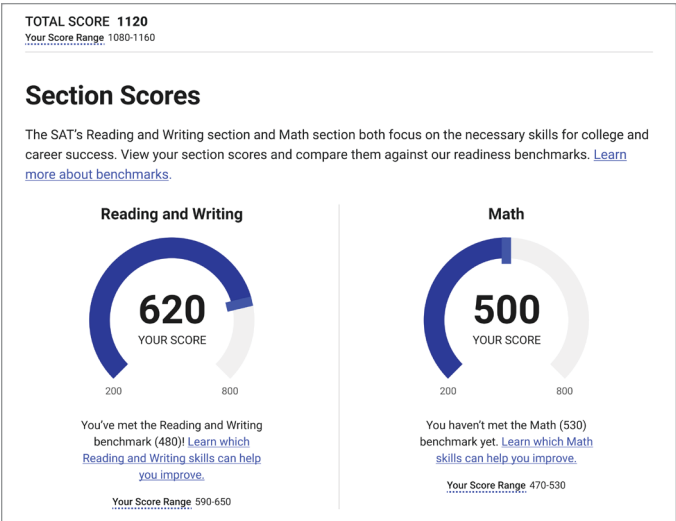 TOTAL SCORE 1120
Your Score Range 1080-1160
Section Scores
The SAT's Reading and Writing section and Math section both focus on the necessary skills for college and
career success. View your section scores and compare them against our readiness benchmarks. Learn
more about benchmarks.
Reading and Writing
620
YOUR SCORE
200 800
You've met the Reading and Writing
benchmark (480)! Learn which
Reading and Writing skills can help
you improve.
Your Score Range 590-650
Math
500
YOUR SCORE
200 800
You haven't met the Math (530)
benchmark yet. Learn which Math
skills can help you improve.
Your Score Range 470-530